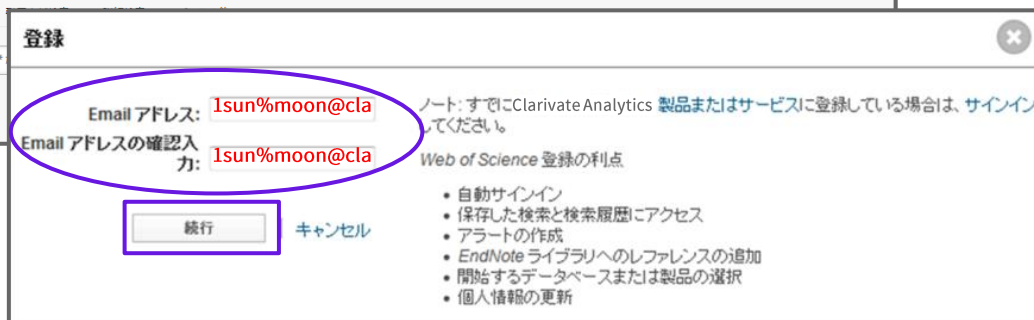 登録
Email アドレス: 1sun%moon@cla
Email アドレスの確認入力: 1sun%moon@cla
続行 キャンセル
ノート: すでにClarivate Analytics 製品またはサービスに登録している場合は、サインイン
してください。
Web of Science 登録の利点
• 自動サインイン
• 保存した検索と検索履歴にアクセス
• アラートの作成
• EndNote ライブラリへのレファレンスの追加
• 開始するデータベースまたは製品の選択
• 個人情報の更新